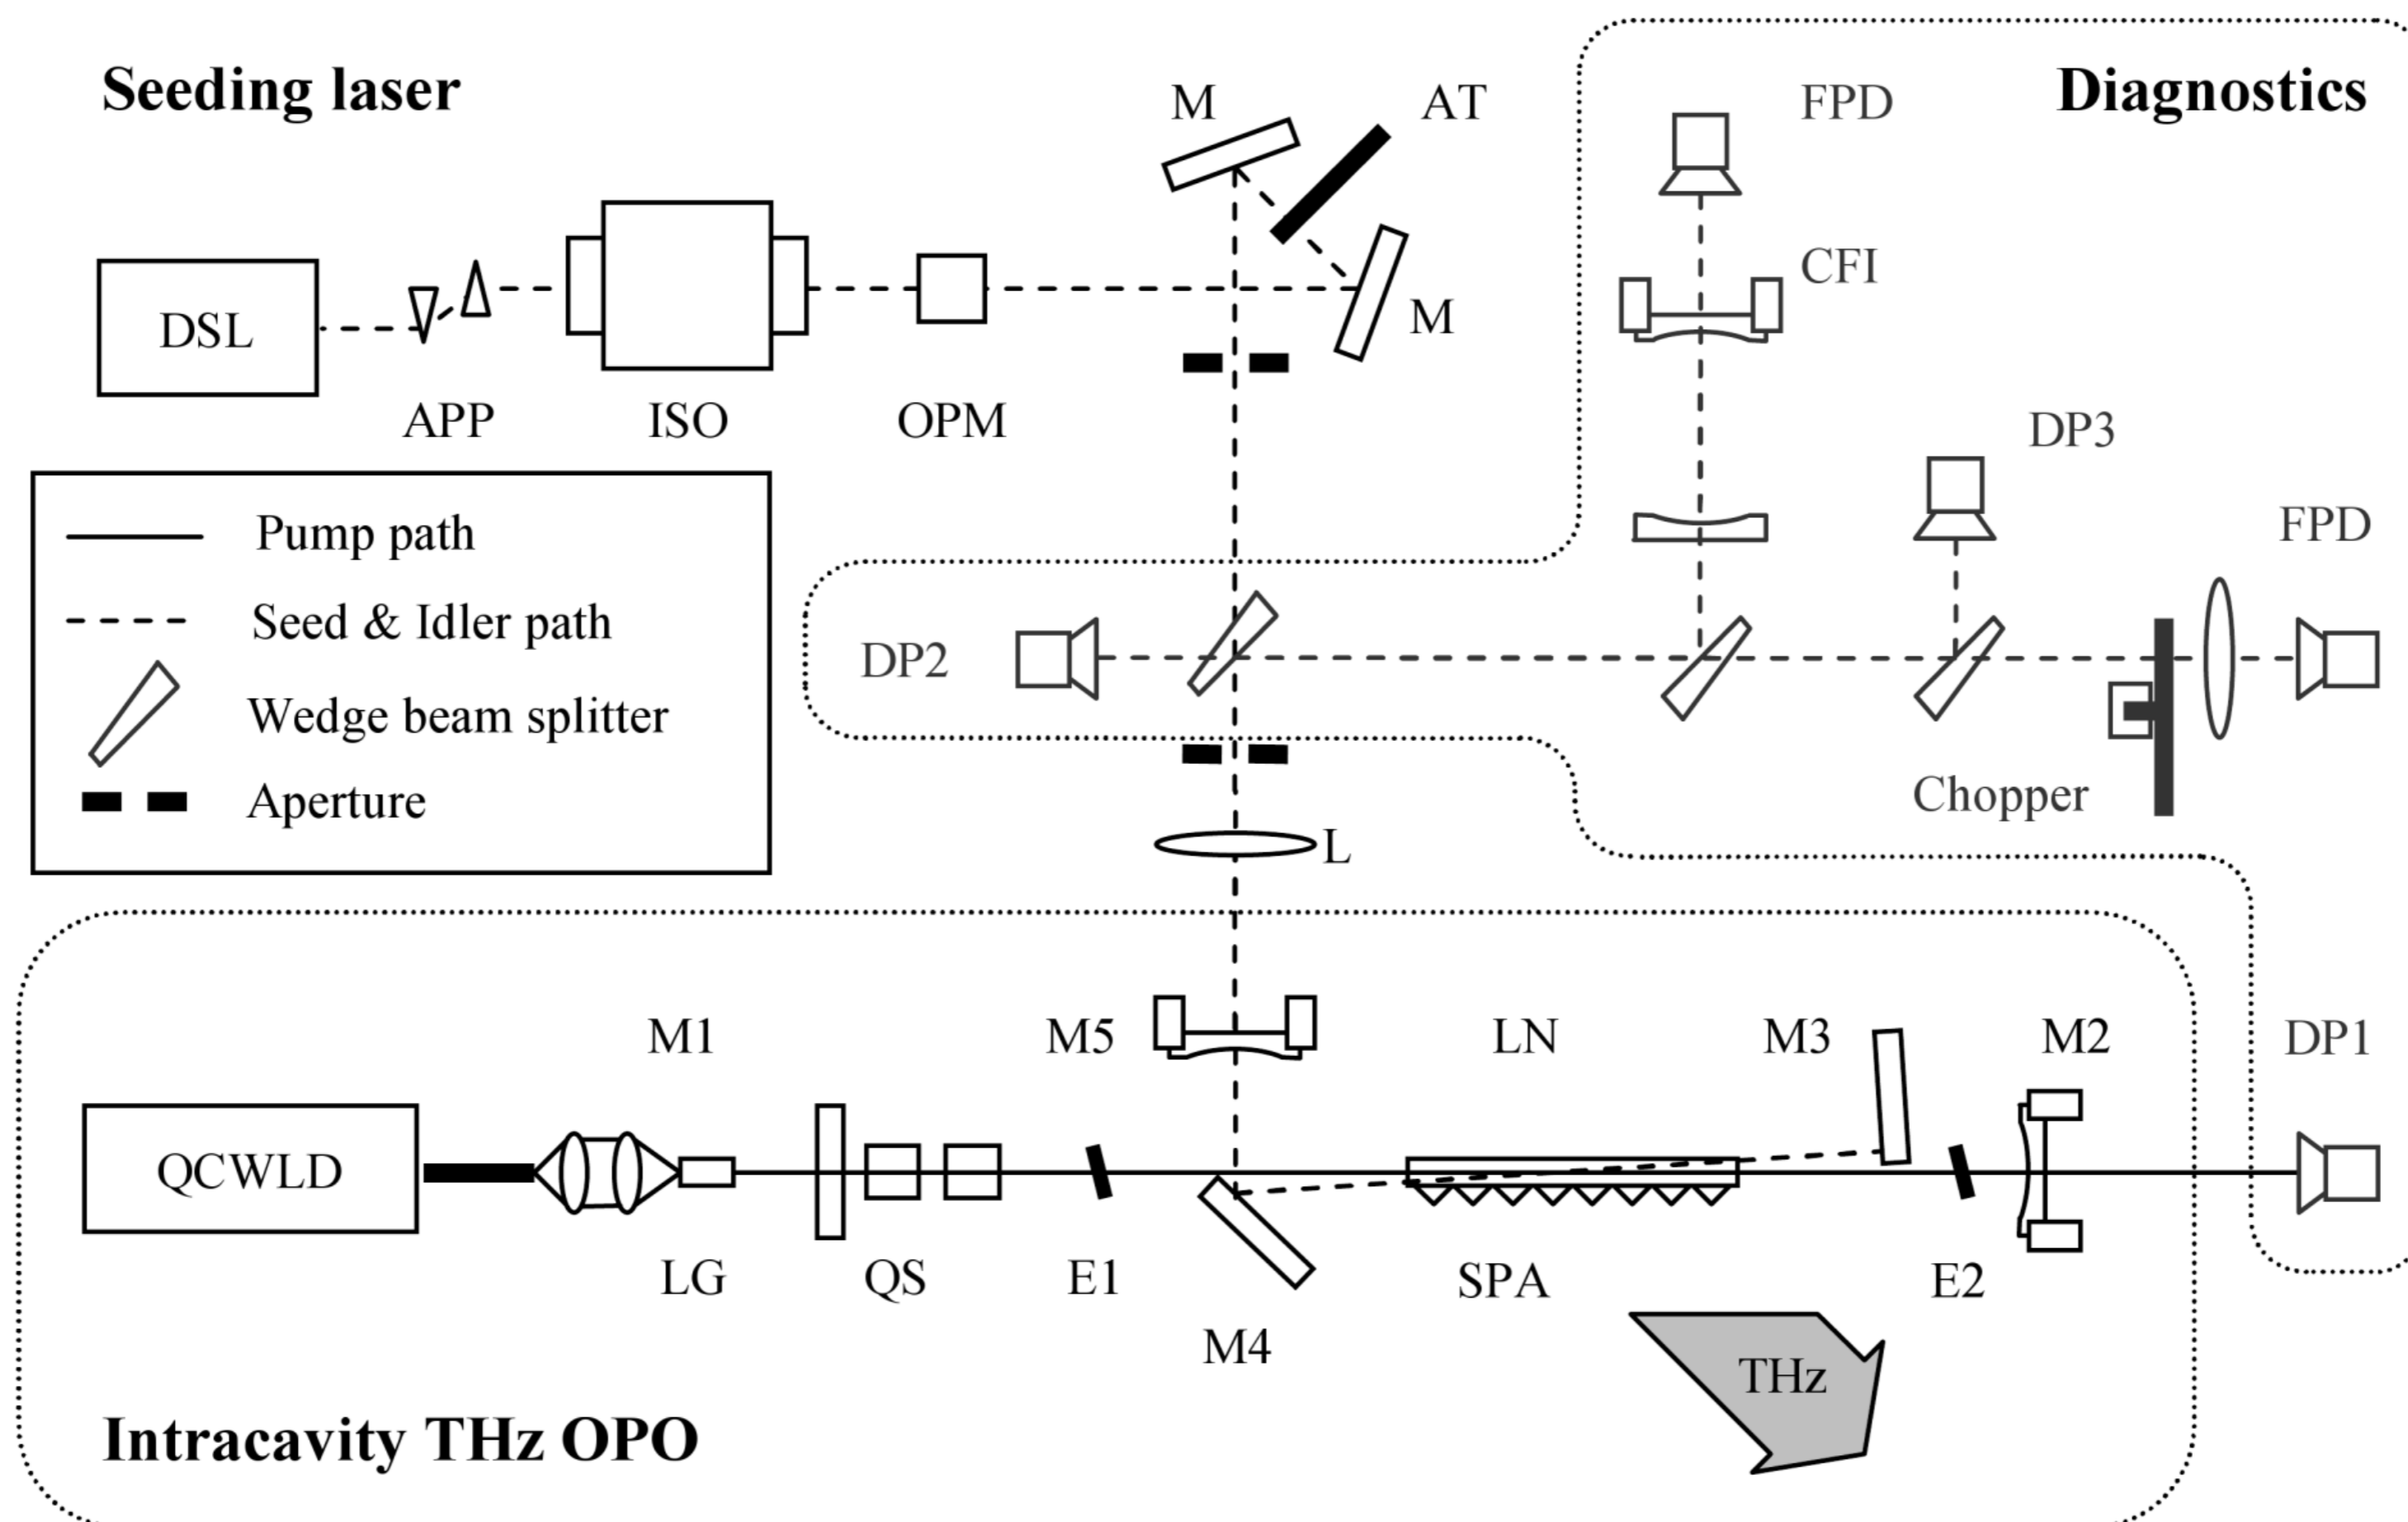 Seeding laser
Diagnostics
M
AT
FPD
CFI
M
DSL
APP
ISO
OPM
DP3
FPD
Pump path
Seed & Idler path
Wedge beam splitter
Aperture
DP2
Chopper
L
M1
M5
LN
M3
M2
DP1
QCWLD
LG
QS
E1
SPA
E2
M4
THz
Intracavity THz OPO